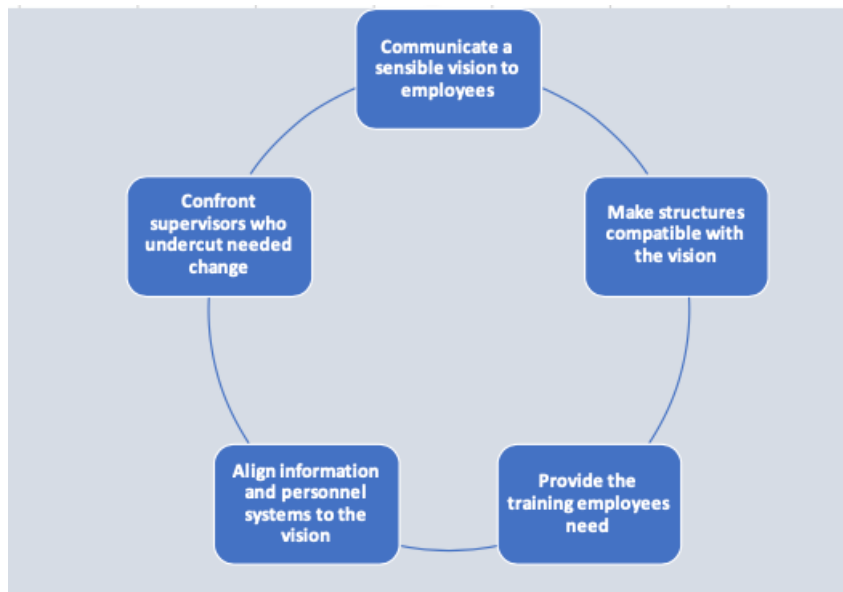 Communicate a
sensible vision to
employees
Make structures
compatible with
the vision
Provide the
training employees
need
Align information
and personnel
systems to the
vision
Confront
supervisors who
undercut needed
change